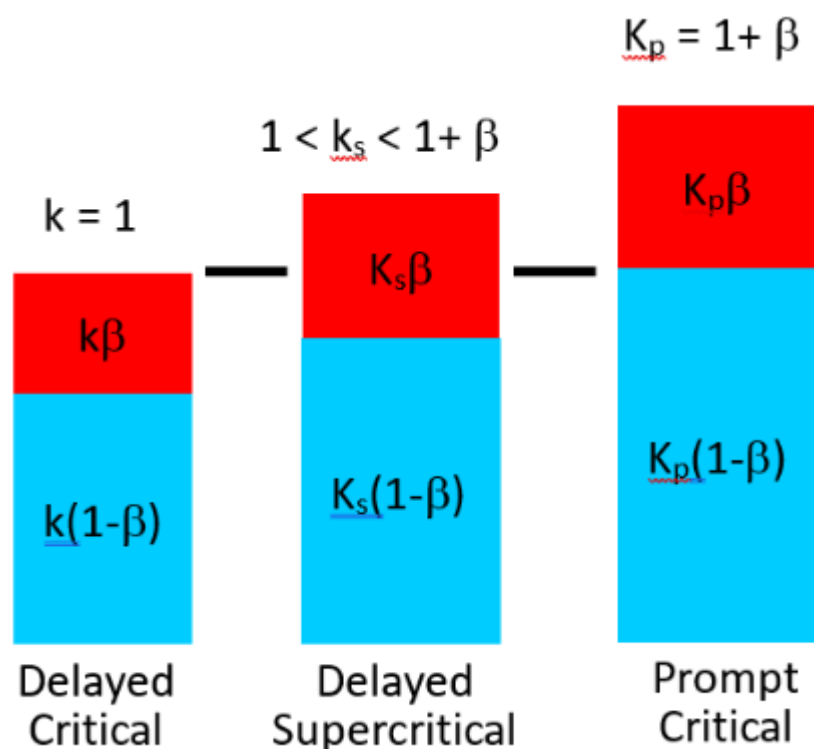 k = 1
kβ
k(1-β)
Delayed
Critical
1 < kₛ < 1+ β
Kₛβ
Kₛ(1-β)
Delayed
Supercritical
Kₚ = 1+ β
Kₚβ
Kₚ(1-β)
Prompt
Critical